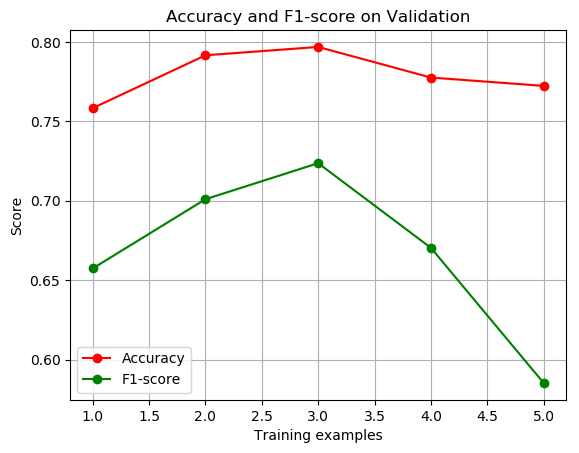 Accuracy and F1-score on Validation
0.80
0.75
0.70
0.65
0.60
Score
Accuracy
F1-score
1.0 1.5 2.0 2.5 3.0 3.5 4.0 4.5 5.0
Training examples